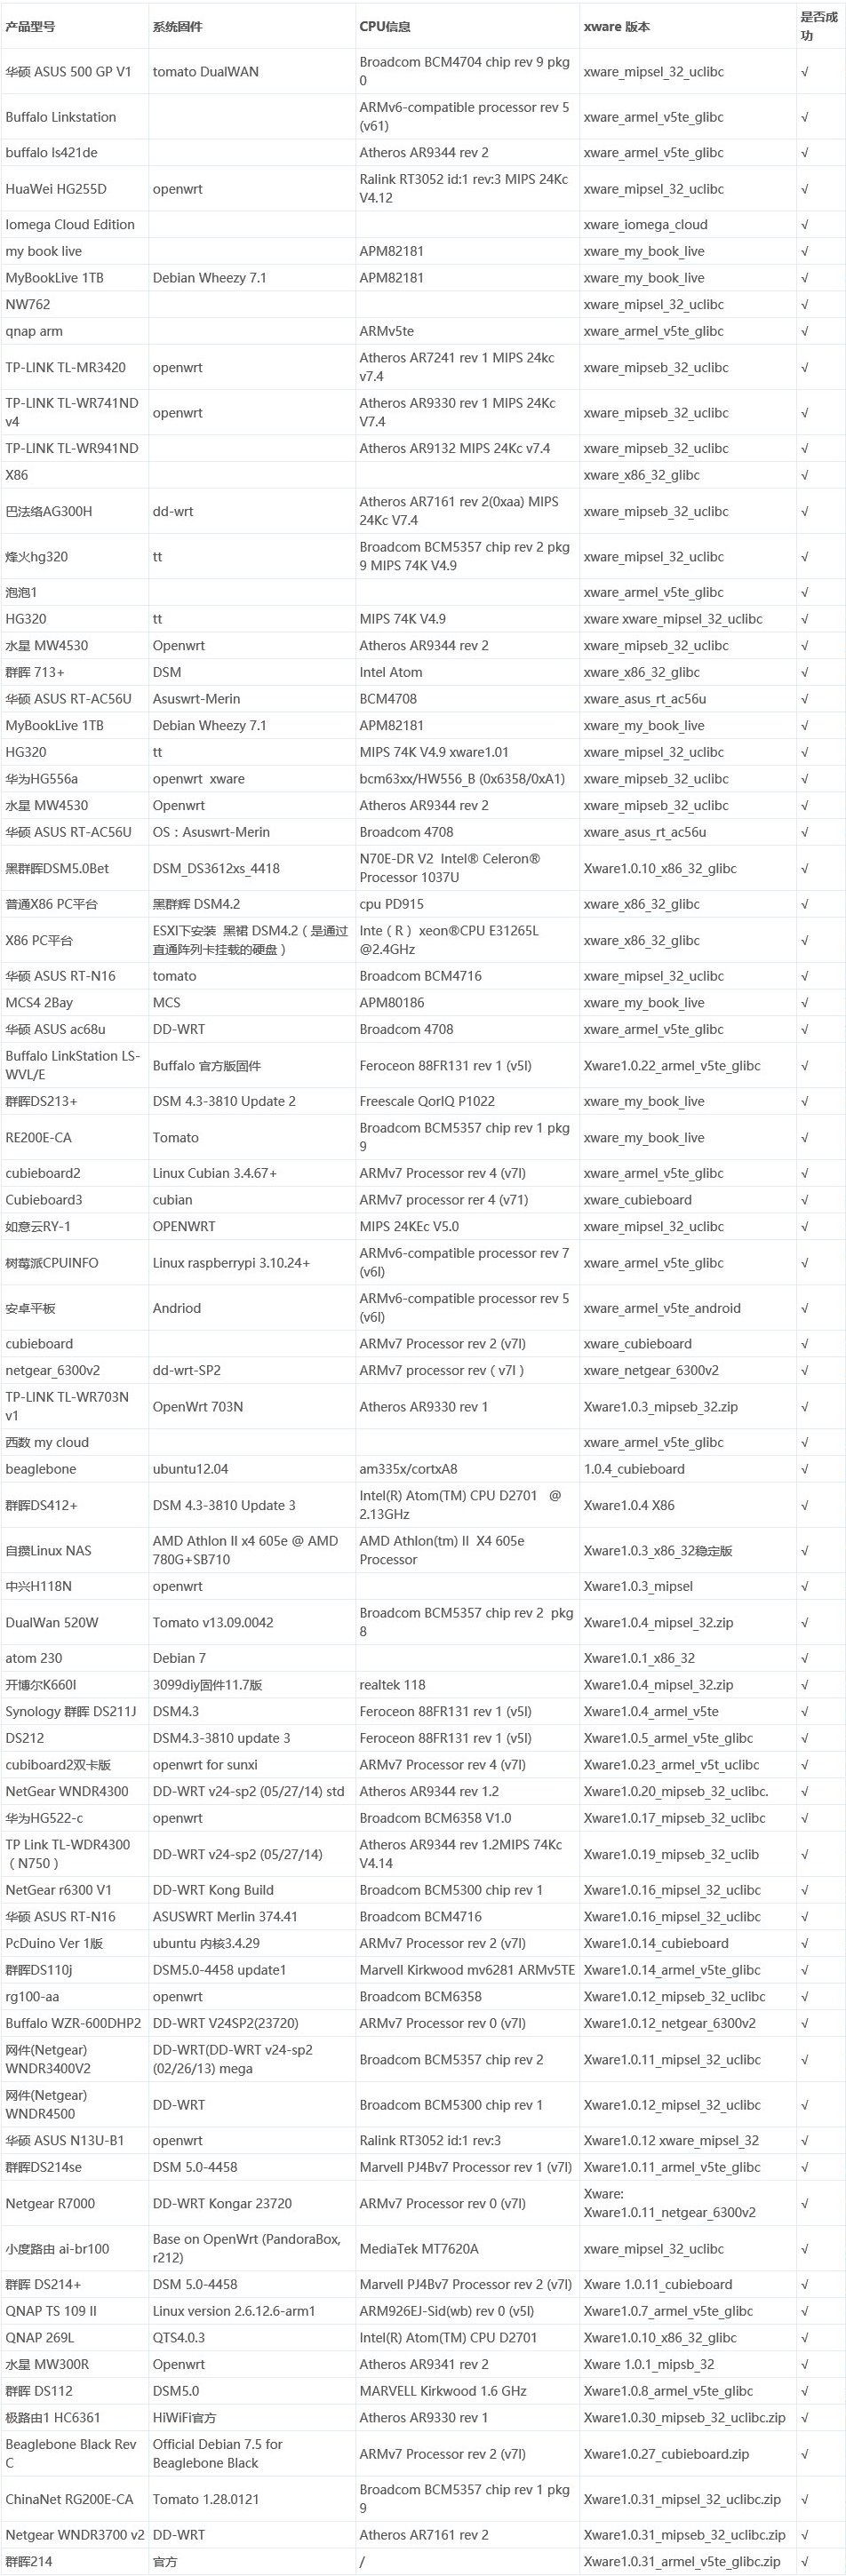 产品型号 系统固件 CPU信息 xware 版本 是否成
功
华硕 ASUS 500 GP V1 tomato DualWAN Broadcom BCM4704 chip rev 9 pkg
0 xware_mipsel_32_uclibc √
Buffalo Linkstation ARMv6-compatible processor rev 5
(v61) xware_armel_v5te_glibc √
buffalo ls421de Atheros AR9344 rev 2 xware_armel_v5te_glibc √
HuaWei HG255D openwrt Ralink RT3052 id:1 rev:3 MIPS 24Kc
V4.12 xware_mipsel_32_uclibc √
Iomega Cloud Edition xware_iomega_cloud √
my book live APM82181 xware_my_book_live √
MyBookLive 1TB Debian Wheezy 7.1 APM82181 xware_my_book_live √
NW762 xware_mipsel_32_uclibc √
qnap arm ARMv5te xware_armel_v5te_glibc √
TP-LINK TL-MR3420 openwrt Atheros AR7241 rev 1 MIPS 24kc
v7.4 xware_mipseb_32_uclibc √
TP-LINK TL-WR741ND
v4 openwrt Atheros AR9330 rev 1 MIPS 24Kc
V7.4 xware_mipseb_32_uclibc √
TP-LINK TL-WR941ND Atheros AR9132 MIPS 24Kc v7.4 xware_mipseb_32_uclibc √
X86 xware_x86_32_glibc √
巴法络AG300H dd-wrt Atheros AR7161 rev 2(0xaa) MIPS
24Kc V7.4 xware_mipseb_32_uclibc √
烽火hg320 tt Broadcom BCM5357 chip rev 2 pkg
9 MIPS 74K V4.9 xware_mipsel_32_uclibc √
泡泡1 xware_armel_v5te_glibc √
HG320 tt MIPS 74K V4.9 xware xware_mipsel_32_uclibc √
水星 MW4530 Openwrt Atheros AR9344 rev 2 xware_mipseb_32_uclibc √
群晖 713+ DSM Intel Atom xware_x86_32_glibc √
华硕 ASUS RT-AC56U Asuswrt-Merin BCM4708 xware_asus_rt_ac56u √
MyBookLive 1TB Debian Wheezy 7.1 APM82181 xware_my_book_live √
HG320 tt MIPS 74K V4.9 xware1.01 xware_mipsel_32_uclibc √
华为HG556a openwrt xware bcm63xx/HW556_B (0x6358/0xA1) xware_mipseb_32_uclibc √
水星 MW4530 Openwrt Atheros AR9344 rev 2 xware_mipseb_32_uclibc √
华硕 ASUS RT-AC56U OS：Asuswrt-Merin Broadcom 4708 xware_asus_rt_ac56u √
黑群晖DSM5.0Bet DSM_DS3612xs_4418 N70E-DR V2 Intel® Celeron®
Processor 1037U Xware1.0.10_x86_32_glibc √
普通X86 PC平台 黑群辉 DSM4.2 cpu PD915 xware_x86_32_glibc √
X86 PC平台 ESXI下安装 黑裙 DSM4.2（是通过
直通阵列卡挂载的硬盘） Inte（R） xeon®CPU E31265L
@2.4GHz xware_x86_32_glibc √
华硕 ASUS RT-N16 tomato Broadcom BCM4716 xware_mipsel_32_uclibc √
MCS4 2Bay MCS APM80186 xware_my_book_live √
华硕 ASUS ac68u DD-WRT Broadcom 4708 xware_armel_v5te_glibc √
Buffalo LinkStation LS-
WVL/E Buffalo 官方版固件 Feroceon 88FR131 rev 1 (v5l) Xware1.0.22_armel_v5te_glibc √
群晖DS213+ DSM 4.3-3810 Update 2 Freescale QorIQ P1022 xware_my_book_live √
RE200E-CA Tomato Broadcom BCM5357 chip rev 1 pkg
9 xware_my_book_live √
cubieboard2 Linux Cubian 3.4.67+ ARMv7 Processor rev 4 (v7l) xware_armel_v5te_glibc √
Cubieboard3 cubian ARMv7 processor rer 4 (v71) xware_cubieboard √
如意云RY-1 OPENWRT MIPS 24KEc V5.0 xware_mipsel_32_uclibc √
树莓派CPUINFO Linux raspberrypi 3.10.24+ ARMv6-compatible processor rev 7
(v6l) xware_armel_v5te_glibc √
安卓平板 Andriod ARMv6-compatible processor rev 5
(v6l) xware_armel_v5te_android √
cubieboard ARMv7 Processor rev 2 (v7l) xware_cubieboard √
netgear_6300v2 dd-wrt-SP2 ARMv7 processor rev（v7l） xware_netgear_6300v2 √
TP-LINK TL-WR703N
v1 OpenWrt 703N Atheros AR9330 rev 1 Xware1.0.3_mipseb_32.zip √
西数 my cloud xware_armel_v5te_glibc √
beaglebone ubuntu12.04 am335x/cortxA8 1.0.4_cubieboard √
群晖DS412+ DSM 4.3-3810 Update 3 Intel(R) Atom(TM) CPU D2701 @
2.13GHz Xware1.0.4 X86 √
自攒Linux NAS AMD Athlon II x4 605e @ AMD
780G+SB710 AMD Athlon(tm) II X4 605e
Processor Xware1.0.3_x86_32稳定版 √
中兴H118N openwrt Xware1.0.3_mipsel √
DualWan 520W Tomato v13.09.0042 Broadcom BCM5357 chip rev 2 pkg
8 Xware1.0.4_mipsel_32.zip √
atom 230 Debian 7 Xware1.0.1_x86_32 √
开博尔K660I 3099diy固件11.7版 realtek 118 Xware1.0.4_mipsel_32.zip √
Synology 群晖 DS211J DSM4.3 Feroceon 88FR131 rev 1 (v5l) Xware1.0.4_armel_v5te √
DS212 DSM4.3-3810 update 3 Feroceon 88FR131 rev 1 (v5l) Xware1.0.5_armel_v5te_glibc √
cubiboard2双卡版 openwrt for sunxi ARMv7 Processor rev 4 (v7l) Xware1.0.23_armel_v5t_uclibc √
NetGear WNDR4300 DD-WRT v24-sp2 (05/27/14) std Atheros AR9344 rev 1.2 Xware1.0.20_mipseb_32_uclibc. √
华为HG522-c openwrt Broadcom BCM6358 V1.0 Xware1.0.17_mipseb_32_uclibc √
TP Link TL-WDR4300
（N750） DD-WRT v24-sp2 (05/27/14) Atheros AR9344 rev 1.2MIPS 74Kc
V4.14 Xware1.0.19_mipseb_32_uclib √
NetGear r6300 V1 DD-WRT Kong Build Broadcom BCM5300 chip rev 1 Xware1.0.16_mipsel_32_uclibc √
华硕 ASUS RT-N16 ASUSWRT Merlin 374.41 Broadcom BCM4716 Xware1.0.16_mipsel_32_uclibc √
PcDuino Ver 1版 ubuntu 内核3.4.29 ARMv7 Processor rev 2 (v7l) Xware1.0.14_cubieboard √
群晖DS110j DSM5.0-4458 update1 Marvell Kirkwood mv6281 ARMv5TE Xware1.0.14_armel_v5te_glibc √
rg100-aa openwrt Broadcom BCM6358 Xware1.0.12_mipseb_32_uclibc √
Buffalo WZR-600DHP2 DD-WRT V24SP2(23720) ARMv7 Processor rev 0 (v7l) Xware1.0.12_netgear_6300v2 √
网件(Netgear)
WNDR3400V2 DD-WRT(DD-WRT v24-sp2
(02/26/13) mega Broadcom BCM5357 chip rev 2 Xware1.0.11_mipsel_32_uclibc √
网件(Netgear)
WNDR4500 DD-WRT Broadcom BCM5300 chip rev 1 Xware1.0.12_mipsel_32_uclibc √
华硕 ASUS N13U-B1 openwrt Ralink RT3052 id:1 rev:3 Xware1.0.12 xware_mipsel_32 √
群晖DS214se DSM 5.0-4458 Marvell PJ4Bv7 Processor rev 1 (v7l) Xware1.0.11_armel_v5te_glibc √
Netgear R7000 DD-WRT Kongar 23720 ARMv7 Processor rev 0 (v7l) Xware:
Xware1.0.11_netgear_6300v2 √
小度路由 ai-br100 Base on OpenWrt (PandoraBox,
r212) MediaTek MT7620A xware_mipsel_32_uclibc √
群晖 DS214+ DSM 5.0-4458 Marvell PJ4Bv7 Processor rev 2 (v7l) Xware 1.0.11_cubieboard √
QNAP TS 109 II Linux version 2.6.12.6-arm1 ARM926EJ-Sid(wb) rev 0 (v5l) Xware1.0.7_armel_v5te_glibc √
QNAP 269L QTS4.0.3 Intel(R) Atom(TM) CPU D2701 Xware1.0.10_x86_32_glibc √
水星 MW300R Openwrt Atheros AR9341 rev 2 Xware 1.0.1_mipsb_32 √
群晖 DS112 DSM5.0 MARVELL Kirkwood 1.6 GHz Xware1.0.8_armel_v5te_glibc √
极路由1 HC6361 HiWiFi官方 Atheros AR9330 rev 1 Xware1.0.30_mipseb_32_uclibc.zip √
Beaglebone Black Rev
C Official Debian 7.5 for
Beaglebone Black ARMv7 Processor rev 2 (v7l) Xware1.0.27_cubieboard.zip √
ChinaNet RG200E-CA Tomato 1.28.0121 Broadcom BCM5357 chip rev 1 pkg
9 Xware1.0.31_mipsel_32_uclibc.zip √
Netgear WNDR3700 v2 DD-WRT Atheros AR7161 rev 2 Xware1.0.31_mipseb_32_uclibc.zip √
群晖214 官方 / Xware1.0.31_armel_v5te_glibc.zip √